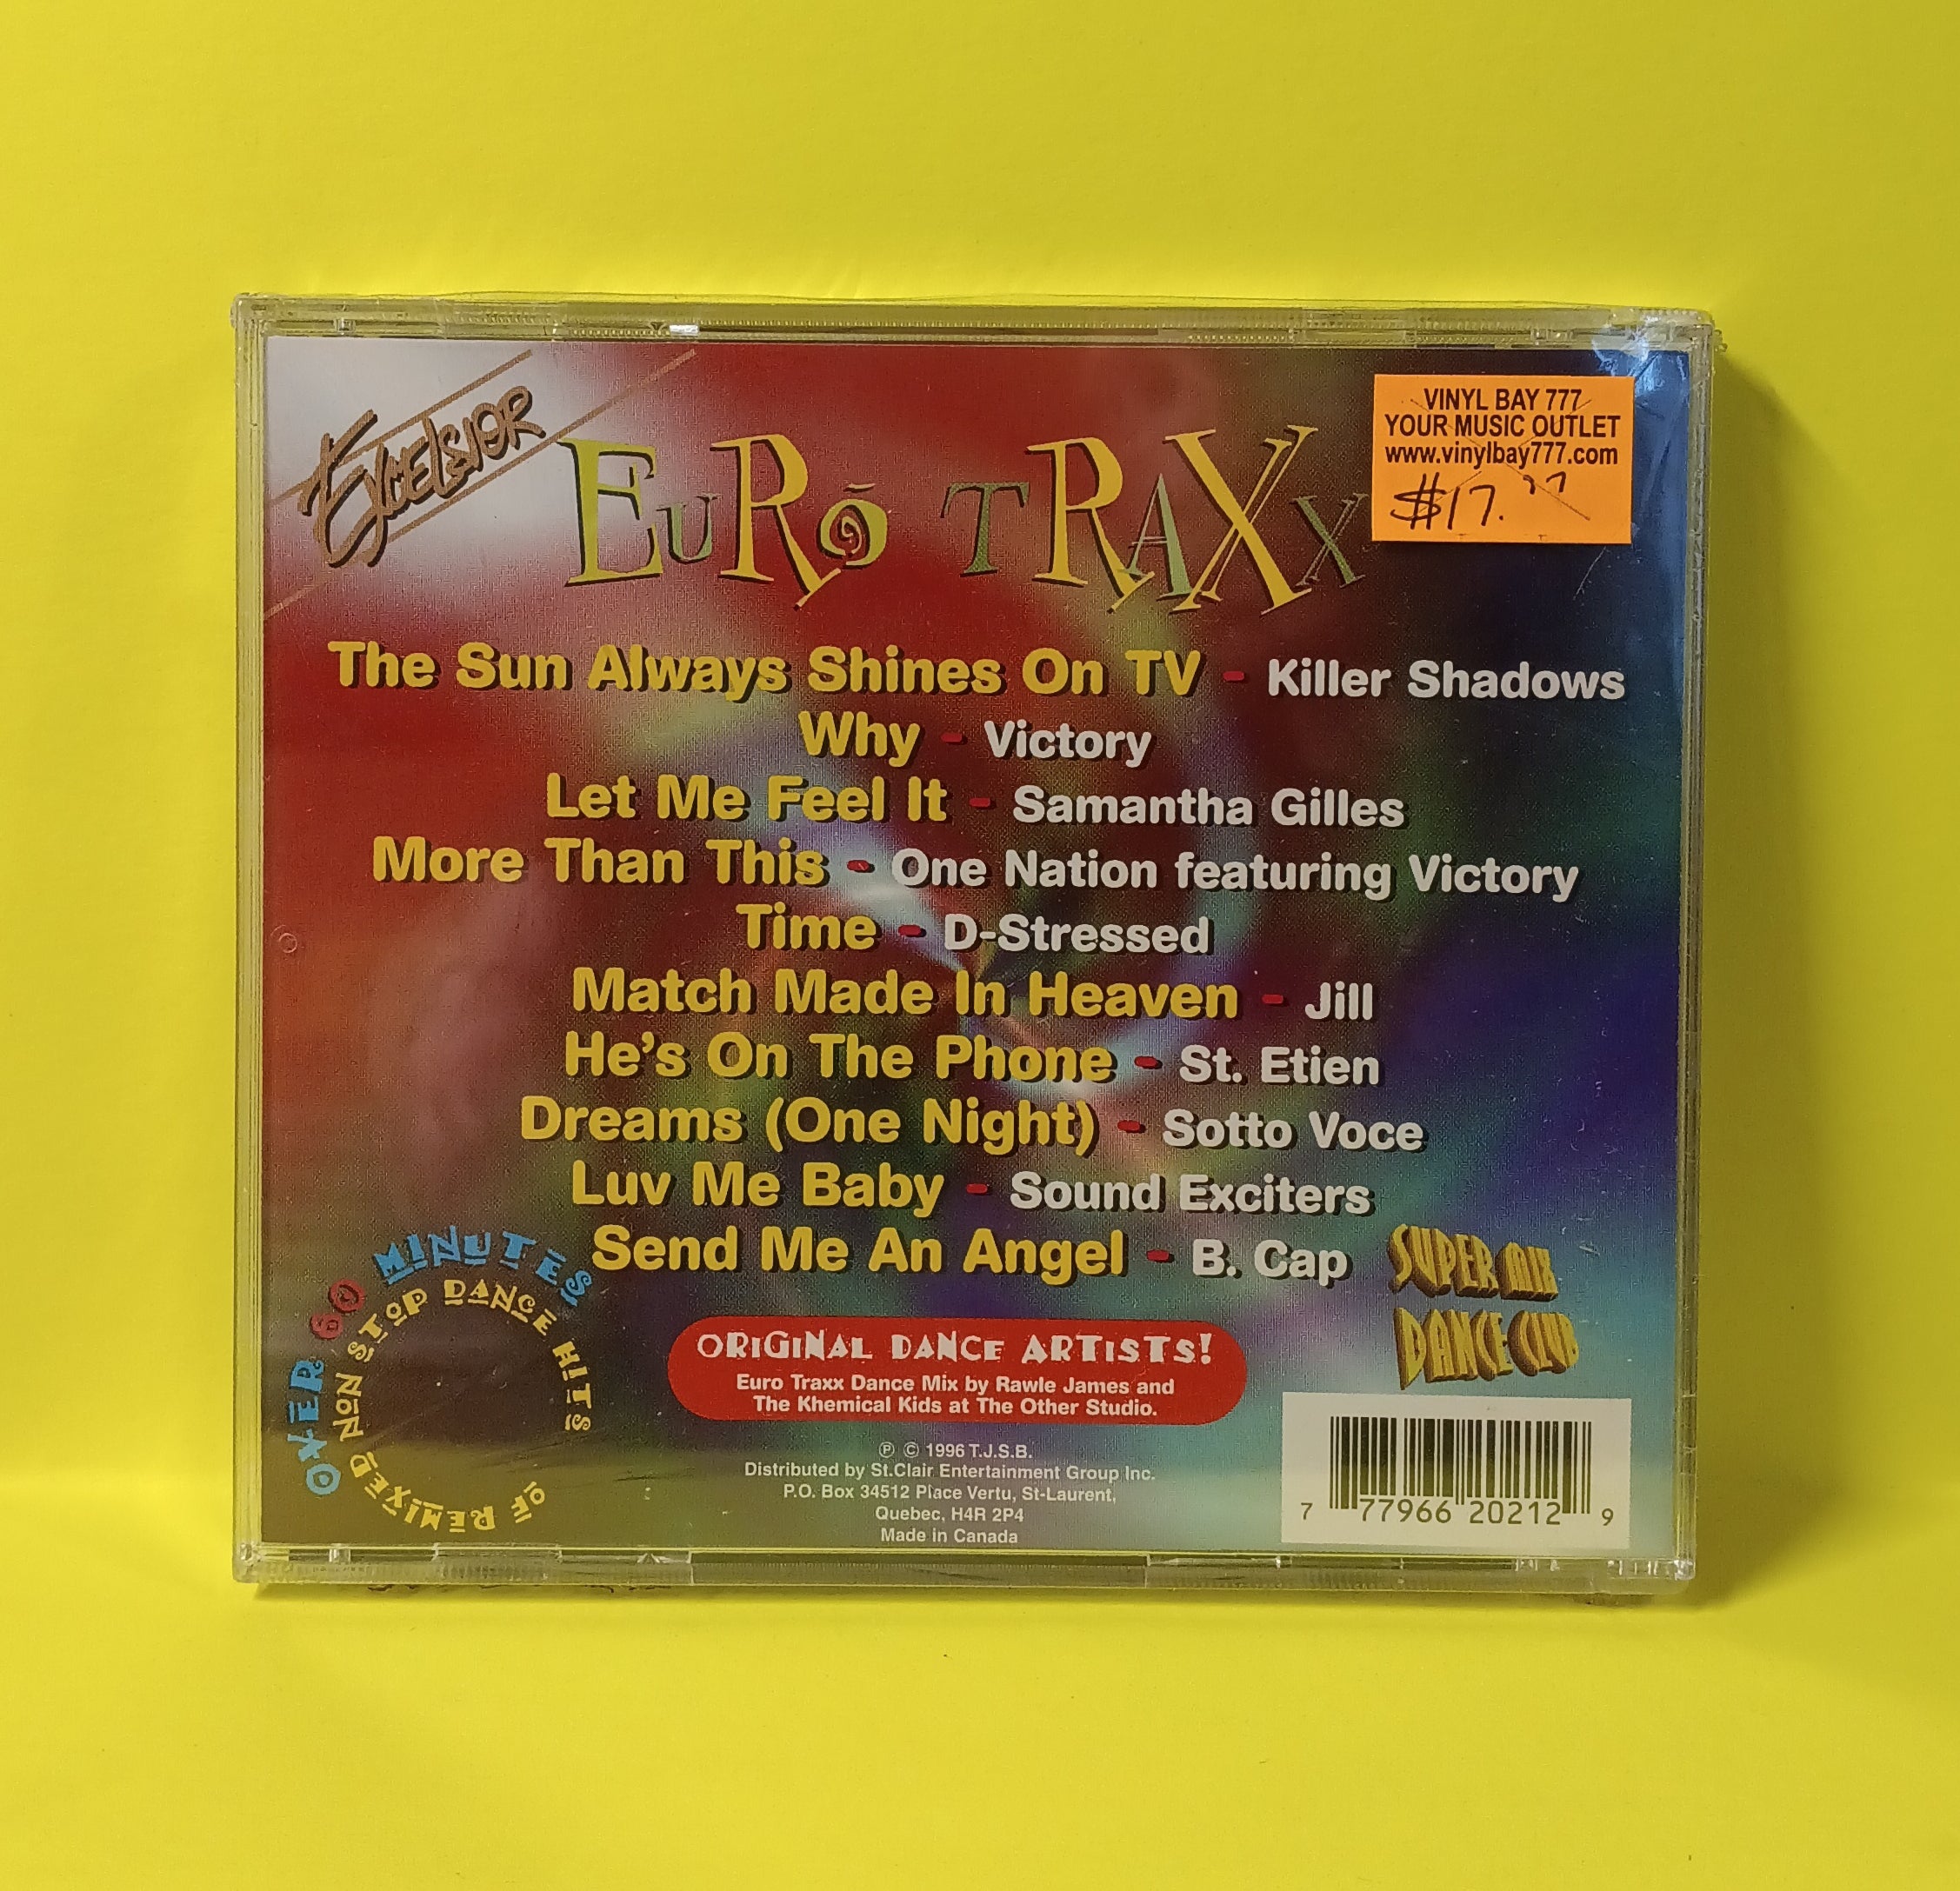 EXCELSIOR
EURO TRAXX
VINYL BAY 777
YOUR MUSIC OUTLET
www.vinylbay777.com
$17.77
The Sun Always Shines On TV - Killer Shadows
Why - Victory
Let Me Feel It - Samantha Gilles
More Than This - One Nation featuring Victory
Time - D-Stressed
Match Made In Heaven - Jill
He's On The Phone - St. Etien
Dreams (One Night) - Sotto Voce
Luv Me Baby - Sound Exciters
Send Me An Angel - B. Cap
OVER 60 MINUTES
OF REMIXED NON STOP DANCE HITS
SUPER MIX
DANCE CLUB
ORIGINAL DANCE ARTISTS!
Euro Traxx Dance Mix by Rawle James and
The Khemical Kids at The Other Studio.
℗ © 1996 T.J.S.B.
Distributed by St.Clair Entertainment Group Inc.
P.O. Box 34512 Place Vertu, St-Laurent,
Quebec, H4R 2P4
Made in Canada
7 77966 20212 9